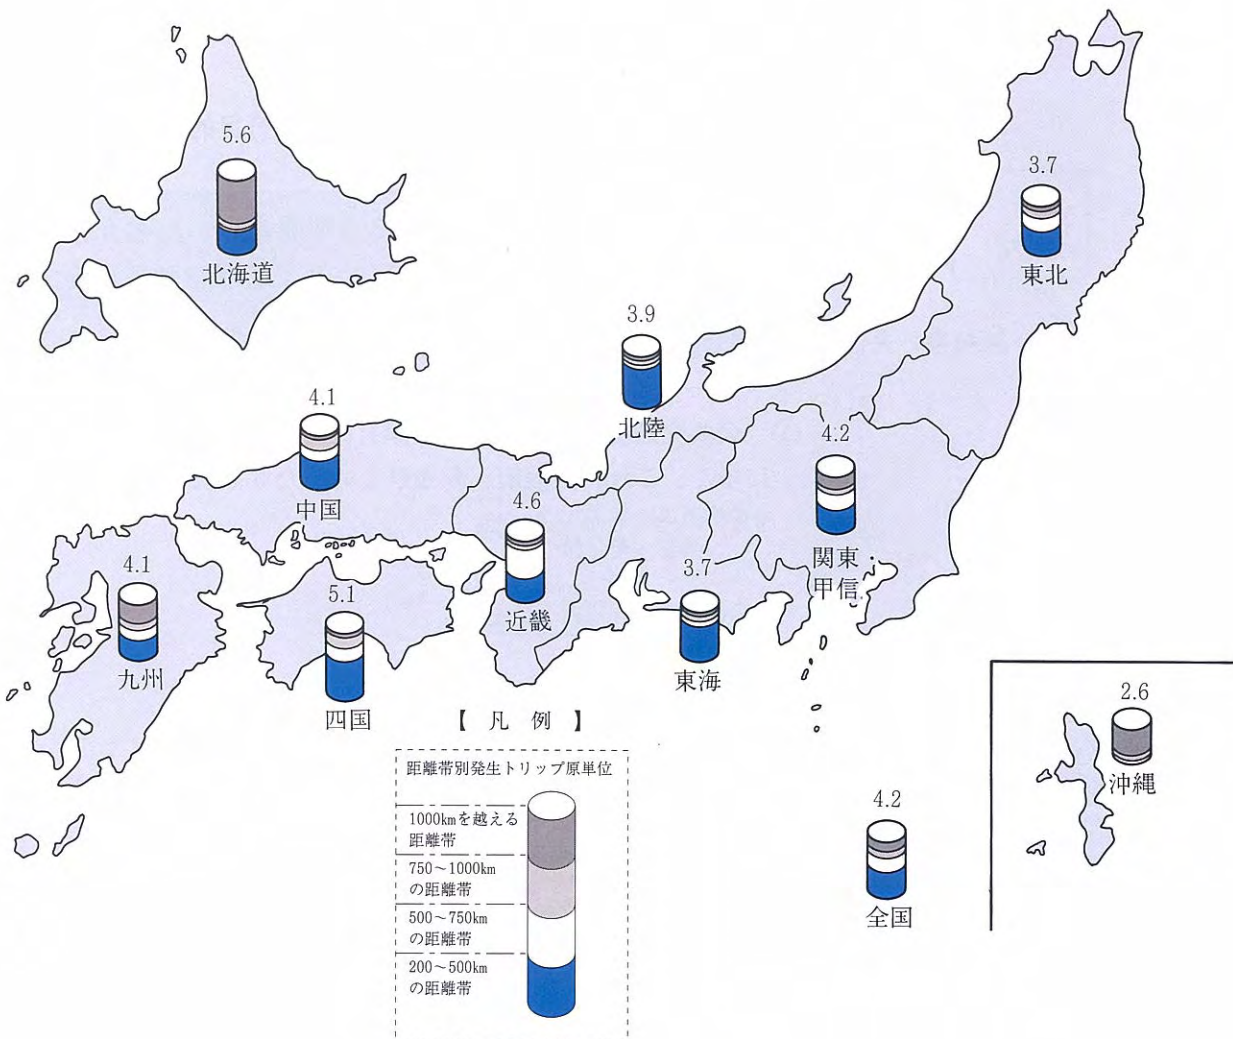 5.6
北海道
3.7
東北
3.9
北陸
4.1
中国
4.2
関東・
甲信
4.6
近畿
3.7
東海
4.1
九州
5.1
四国
2.6
沖縄
4.2
全国
【 凡 例 】
距離帯別発生トリップ原単位
1000kmを越える
距離帯
750～1000km
の距離帯
500～750km
の距離帯
200～500km
の距離帯